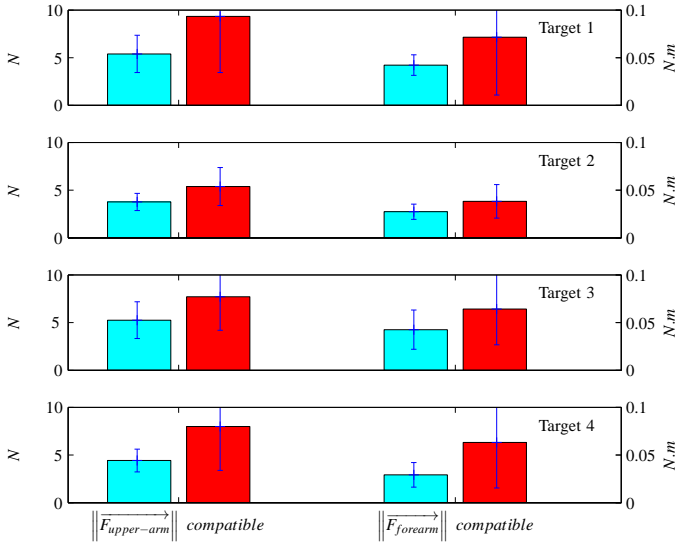 10 0.1
Target 1
N 5 0.05 N.m
0 0
10 0.1
Target 2
N 5 0.05 N.m
0 0
10 0.1
Target 3
N 5 0.05 N.m
0 0
10 0.1
Target 4
N 5 0.05 N.m
0 0
‖F_upper−arm‖ compatible ‖F_forearm‖ compatible